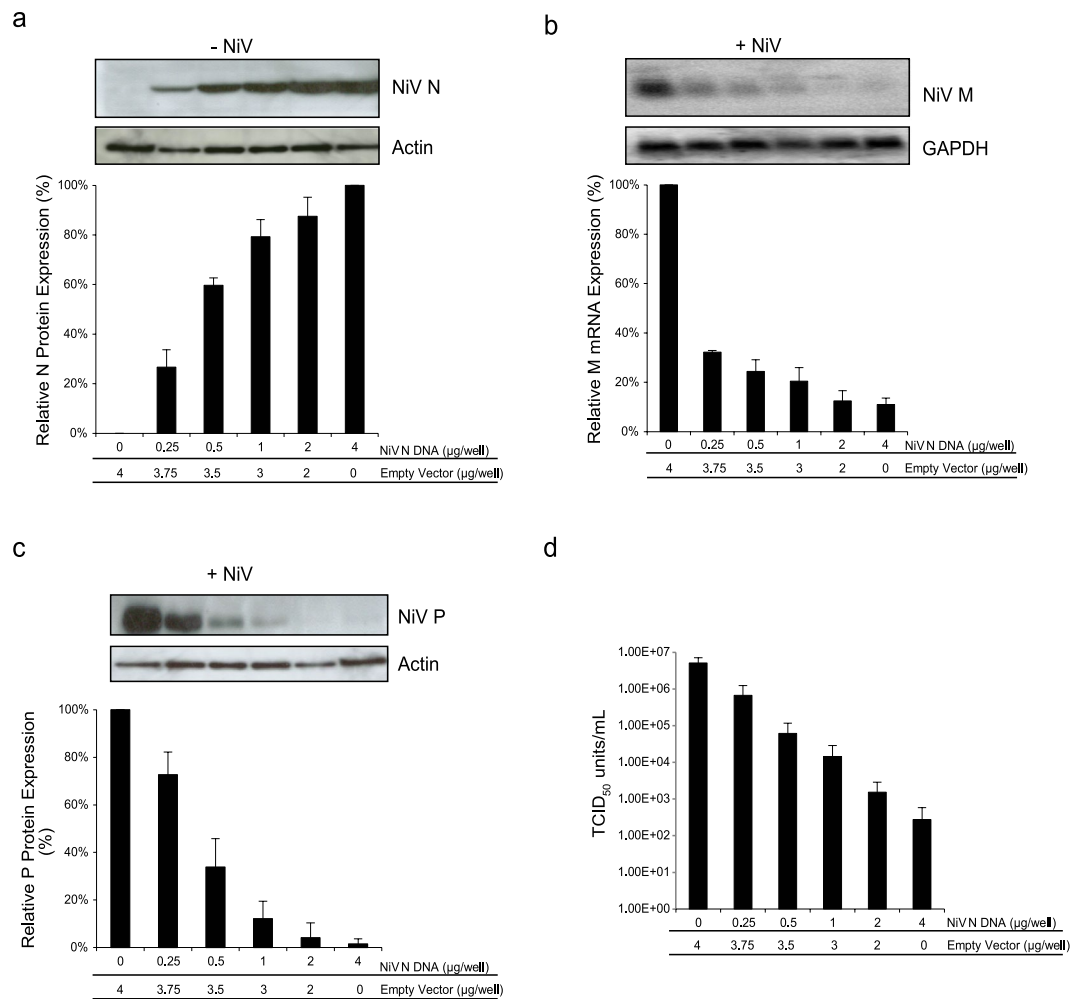 a
- NiV
NiV N
Actin
Relative N Protein Expression (%)
100%
80%
60%
40%
20%
0%
0 0.25 0.5 1 2 4 NiV N DNA (µg/well)
4 3.75 3.5 3 2 0 Empty Vector (µg/well)
b
+ NiV
NiV M
GAPDH
Relative M mRNA Expression (%)
100%
80%
60%
40%
20%
0%
0 0.25 0.5 1 2 4 NiV N DNA (µg/well)
4 3.75 3.5 3 2 0 Empty Vector (µg/well)
c
+ NiV
NiV P
Actin
Relative P Protein Expression
(%)
100%
80%
60%
40%
20%
0%
0 0.25 0.5 1 2 4 NiV N DNA (µg/well)
4 3.75 3.5 3 2 0 Empty Vector (µg/well)
d
TCID50 units/mL
1.00E+07
1.00E+06
1.00E+05
1.00E+04
1.00E+03
1.00E+02
1.00E+01
1.00E+00
0 0.25 0.5 1 2 4 NiV N DNA (µg/well)
4 3.75 3.5 3 2 0 Empty Vector (µg/well)